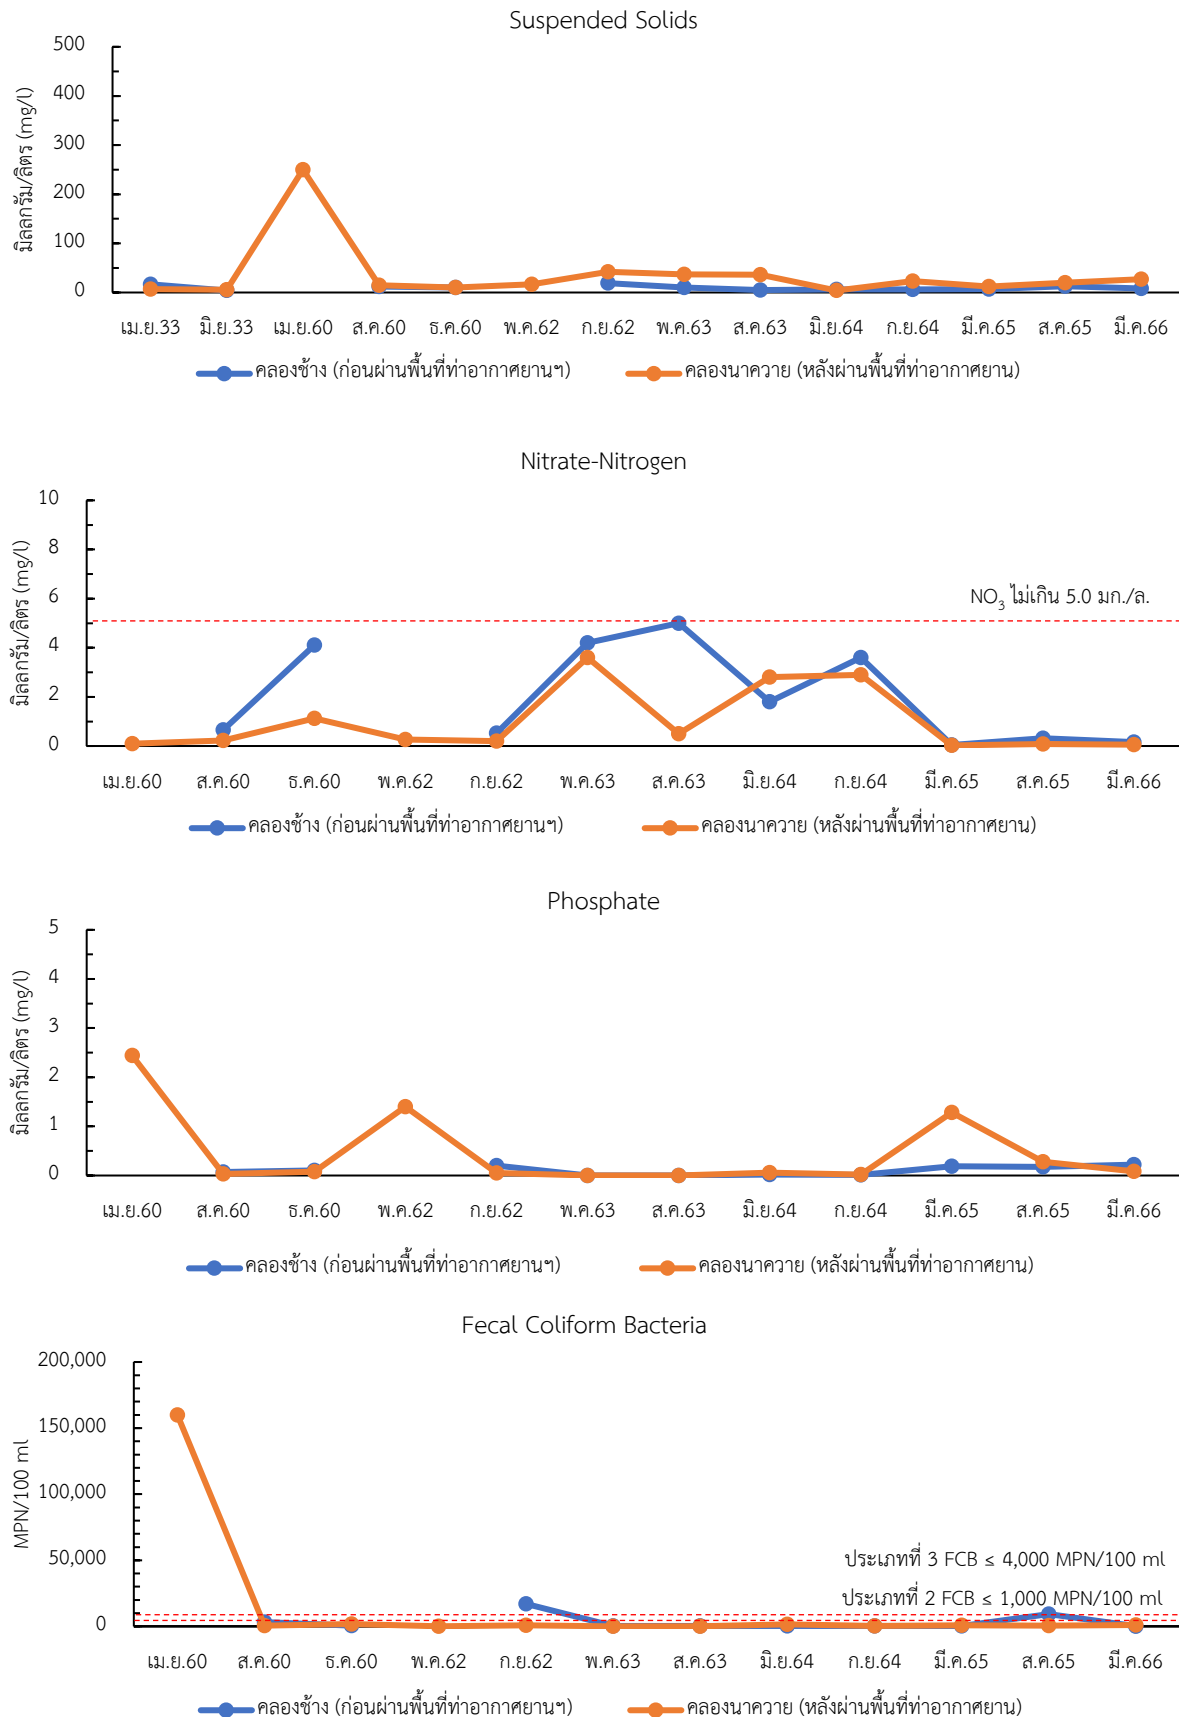 Suspended Solids
มิลลกรัม/ลิตร (mg/l)
500
400
300
200
100
0
เม.ย.33 มิ.ย.33 เม.ย.60 ส.ค.60 ธ.ค.60 พ.ค.62 ก.ย.62 พ.ค.63 ส.ค.63 มิ.ย.64 ก.ย.64 มี.ค.65 ส.ค.65 มี.ค.66
คลองช้าง (ก่อนผ่านพื้นที่ท่าอากาศยานฯ) คลองนาควาย (หลังผ่านพื้นที่ท่าอากาศยาน)
Nitrate-Nitrogen
มิลลกรัม/ลิตร (mg/l)
10
8
6
4
2
0
NO₃ ไม่เกิน 5.0 มก./ล.
เม.ย.60 ส.ค.60 ธ.ค.60 พ.ค.62 ก.ย.62 พ.ค.63 ส.ค.63 มิ.ย.64 ก.ย.64 มี.ค.65 ส.ค.65 มี.ค.66
คลองช้าง (ก่อนผ่านพื้นที่ท่าอากาศยานฯ) คลองนาควาย (หลังผ่านพื้นที่ท่าอากาศยาน)
Phosphate
มิลลกรัม/ลิตร (mg/l)
5
4
3
2
1
0
เม.ย.60 ส.ค.60 ธ.ค.60 พ.ค.62 ก.ย.62 พ.ค.63 ส.ค.63 มิ.ย.64 ก.ย.64 มี.ค.65 ส.ค.65 มี.ค.66
คลองช้าง (ก่อนผ่านพื้นที่ท่าอากาศยานฯ) คลองนาควาย (หลังผ่านพื้นที่ท่าอากาศยาน)
Fecal Coliform Bacteria
MPN/100 ml
200,000
150,000
100,000
50,000
0
ประเภทที่ 3 FCB ≤ 4,000 MPN/100 ml
ประเภทที่ 2 FCB ≤ 1,000 MPN/100 ml
เม.ย.60 ส.ค.60 ธ.ค.60 พ.ค.62 ก.ย.62 พ.ค.63 ส.ค.63 มิ.ย.64 ก.ย.64 มี.ค.65 ส.ค.65 มี.ค.66
คลองช้าง (ก่อนผ่านพื้นที่ท่าอากาศยานฯ) คลองนาควาย (หลังผ่านพื้นที่ท่าอากาศยาน)